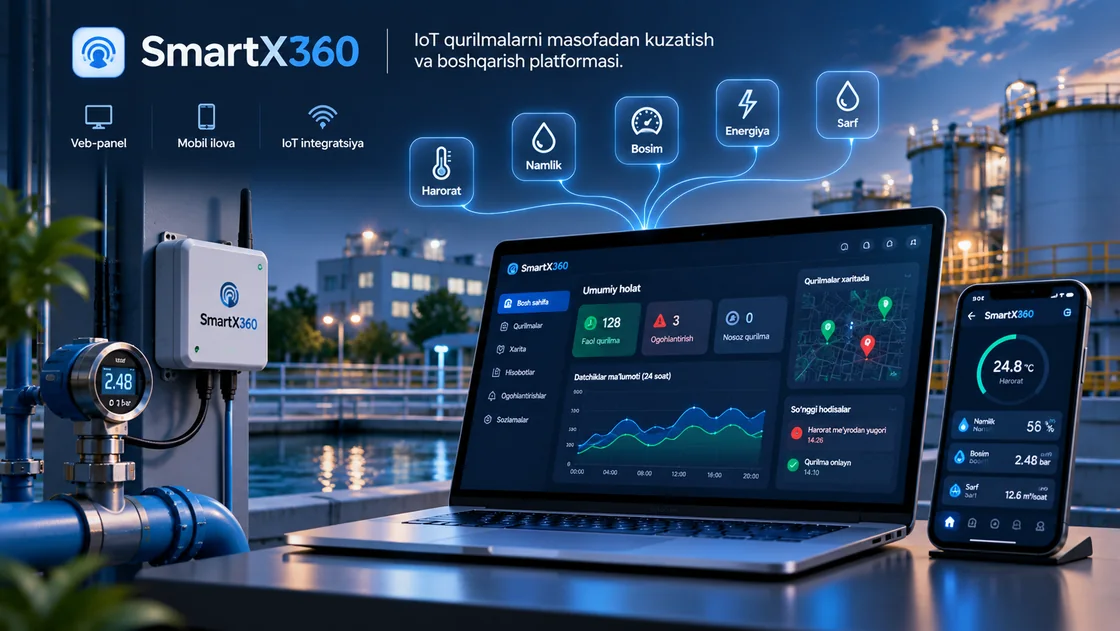 SmartX360
IoT qurilmalarni masofadan kuzatish
va boshqarish platformasi.
Veb-panel
Mobil ilova
IoT integratsiya
Harorat
Namlik
Bosim
Energiya
Sarf
SmartX360
2.48
bar
SmartX360
Bosh sahifa
Qurilmalar
Xarita
Hisobotlar
Ogohlantirishlar
Sozlamalar
Umumiy holat
128
Faol qurilma
3
Ogohlantirish
0
Nosoz qurilma
Datchiklar ma'lumoti (24 soat)
0
00:00 04:00 08.00 12:00 16:00 20:00
Qurilmalar xaritada
So'nggi hodisalar
Harorat me'yrodan yuqori
14.26
Qurilma onlayn
14:10
SmartX360
24.8 °C
Harorat
Namlik
%
Bosim
2.48 bar
Sarf
12.6 m³/soat